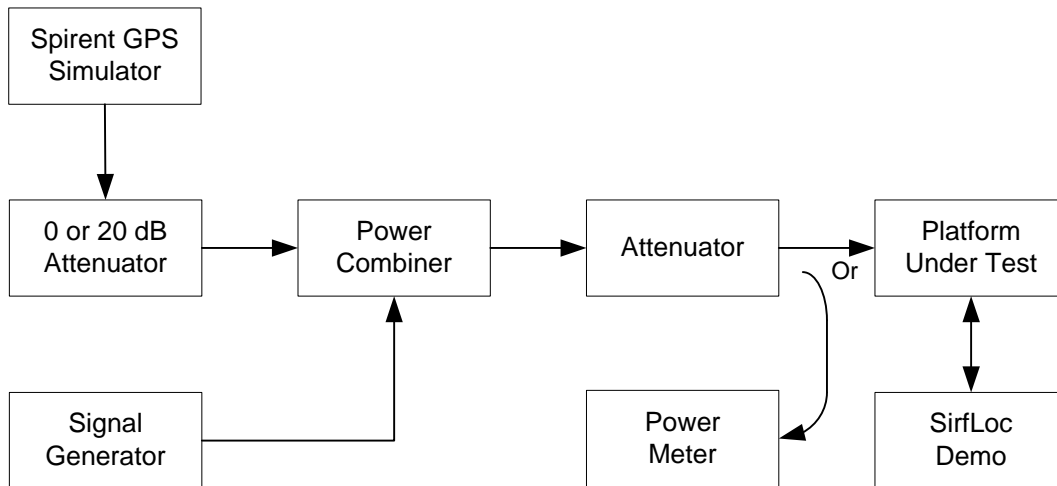 Spirent GPS
Simulator
0 or 20 dB
Attenuator
Power
Combiner
Attenuator
Or
Platform
Under Test
Signal
Generator
Power
Meter
SirfLoc
Demo